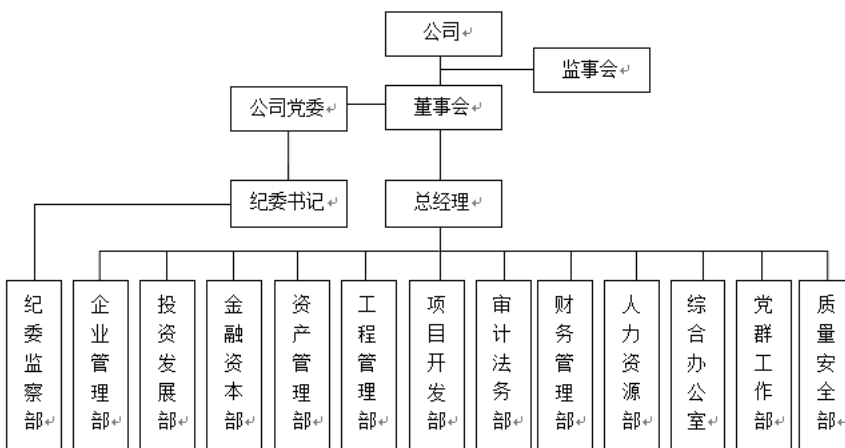 公司
监事会
公司党委
董事会
纪委书记
总经理
纪委监察部
企业管理部
投资发展部
金融资本部
资产管理部
工程管理部
项目开发部
审计法务部
财务管理部
人力资源部
综合办公室
党群工作部
质量安全部